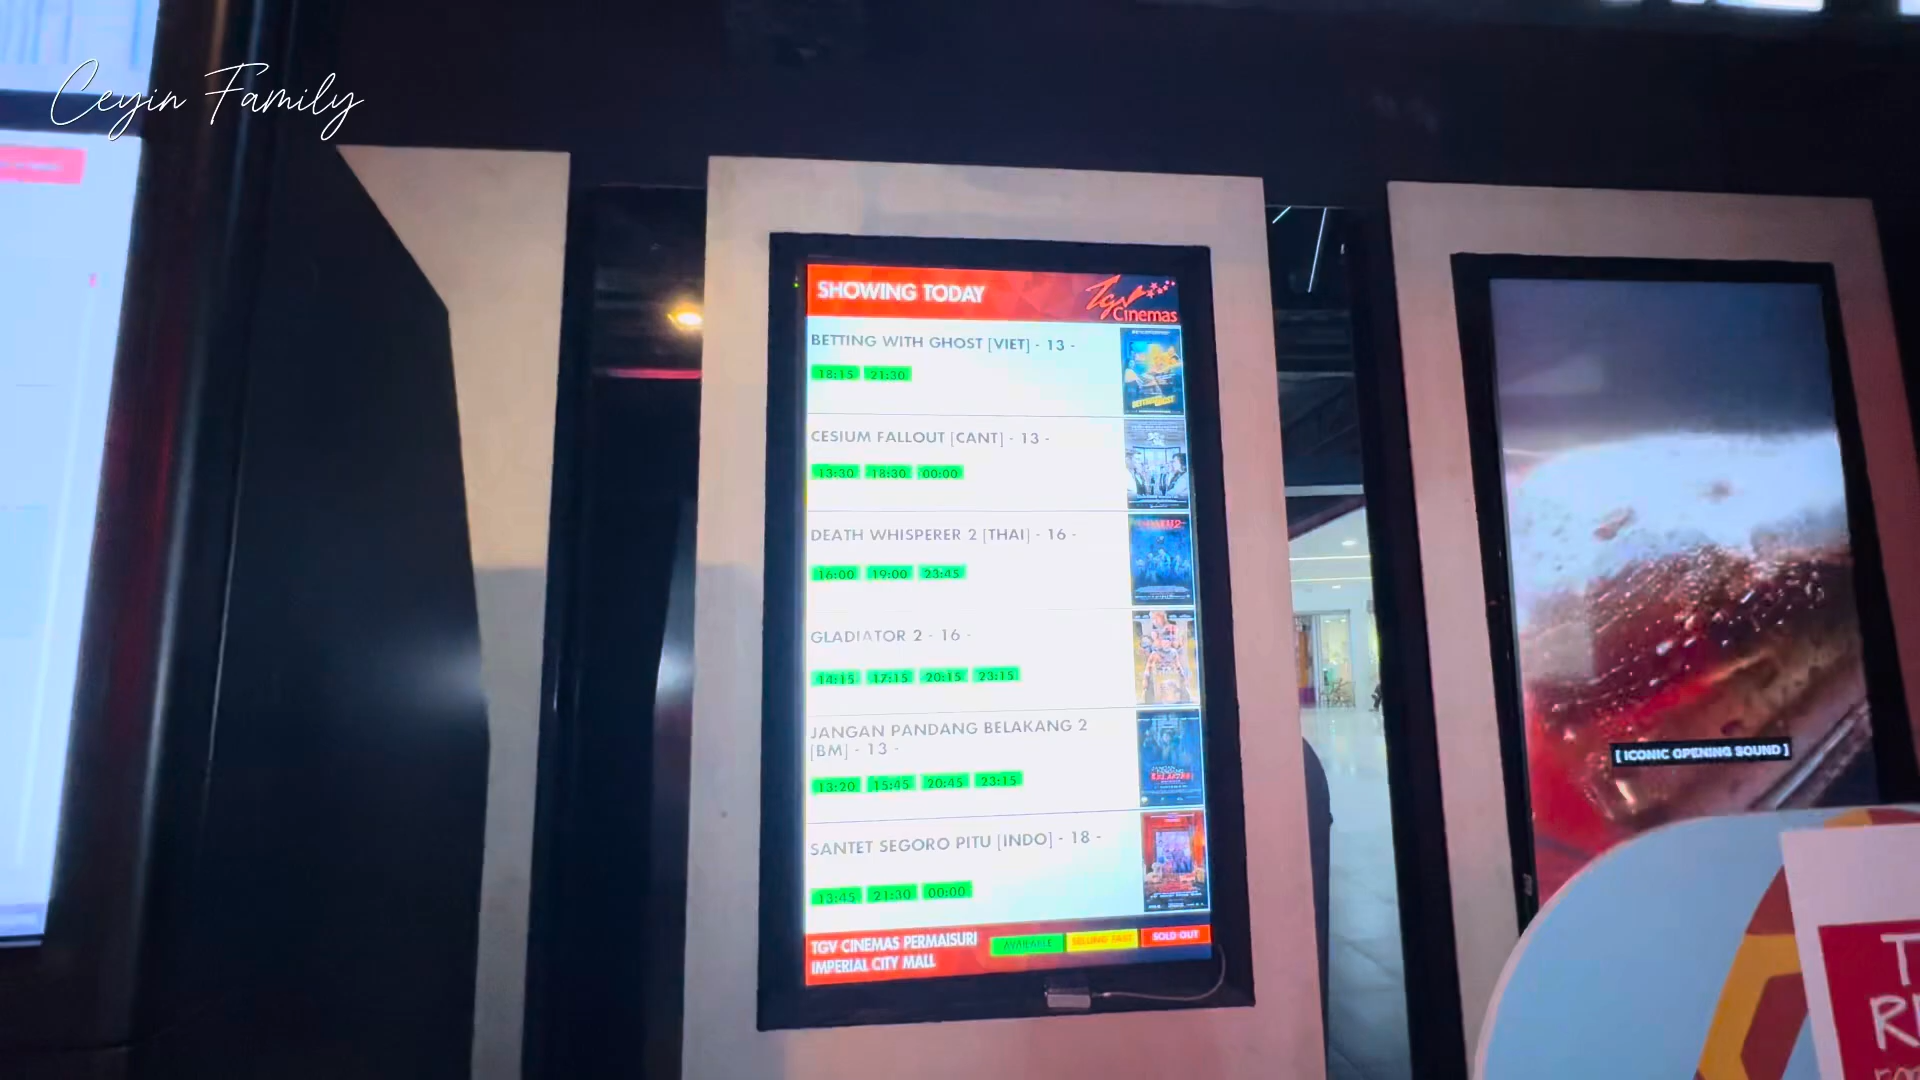 Ceyin Family
SHOWING TODAY
TGV
Cinemas
BETTING WITH GHOST [VIET] - 13 -
18:15 21:30
CESIUM FALLOUT [CANT] - 13 -
13:30 18:30 00:00
DEATH WHISPERER 2 [THAI] - 16 -
16:00 19:00 23:45
GLADIATOR 2 - 16 -
14:15 17:15 20:15 23:15
JANGAN PANDANG BELAKANG 2
[BM] - 13 -
13:20 15:45 20:45 23:15
SANTET SEGORO PITU [INDO] - 18 -
13:45 21:30 00:00
TGV CINEMAS PERMAISURI
IMPERIAL CITY MALL
AVAILABLE SELLING FAST SOLD OUT
[ ICONIC OPENING SOUND ]